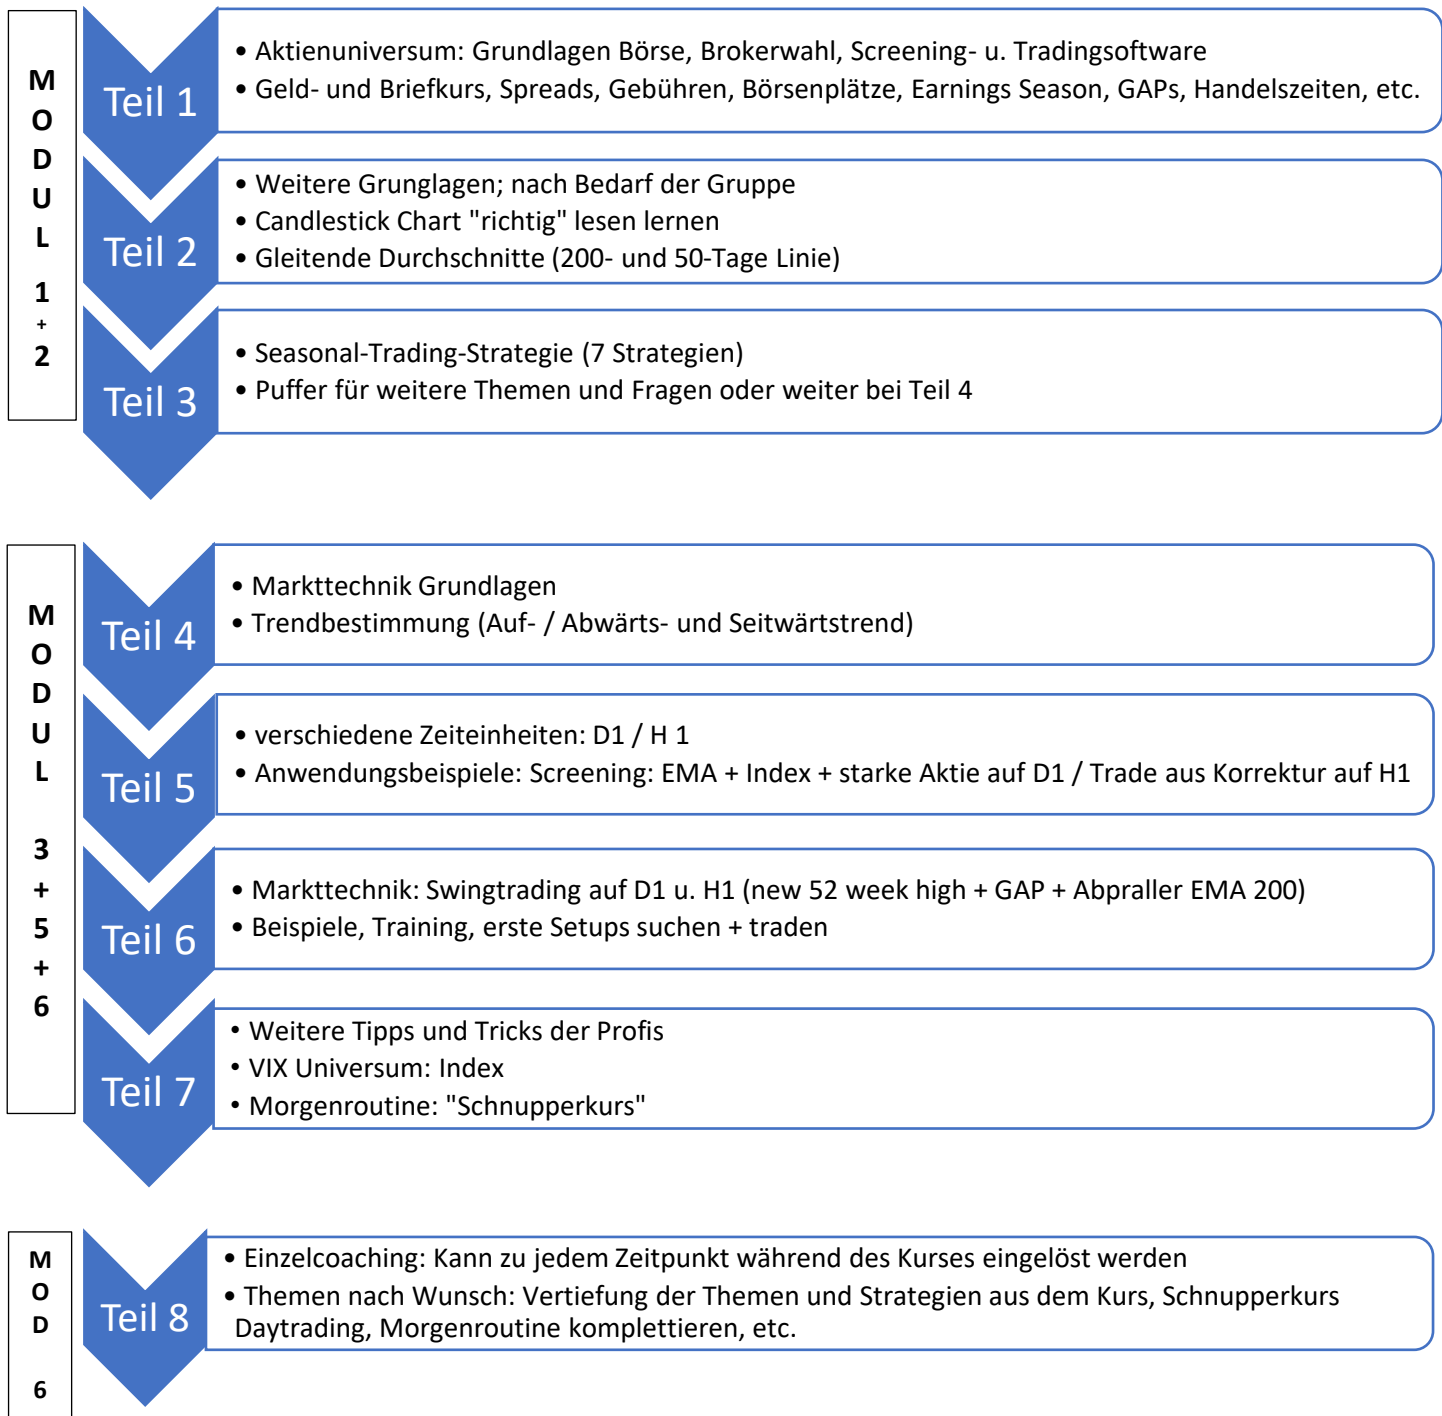 MODUL 1 + 2
Teil 1
• Aktienuniversum: Grundlagen Börse, Brokerwahl, Screening- u. Tradingsoftware
• Geld- und Briefkurs, Spreads, Gebühren, Börsenplätze, Earnings Season, GAPs, Handelszeiten, etc.
Teil 2
• Weitere Grunglagen; nach Bedarf der Gruppe
• Candlestick Chart "richtig" lesen lernen
• Gleitende Durchschnitte (200- und 50-Tage Linie)
Teil 3
• Seasonal-Trading-Strategie (7 Strategien)
• Puffer für weitere Themen und Fragen oder weiter bei Teil 4
MODUL 3 + 5 + 6
Teil 4
• Markttechnik Grundlagen
• Trendbestimmung (Auf- / Abwärts- und Seitwärtstrend)
Teil 5
• verschiedene Zeiteinheiten: D1 / H 1
• Anwendungsbeispiele: Screening: EMA + Index + starke Aktie auf D1 / Trade aus Korrektur auf H1
Teil 6
• Markttechnik: Swingtrading auf D1 u. H1 (new 52 week high + GAP + Abpraller EMA 200)
• Beispiele, Training, erste Setups suchen + traden
Teil 7
• Weitere Tipps und Tricks der Profis
• VIX Universum: Index
• Morgenroutine: "Schnupperkurs"
MOD 6
Teil 8
• Einzelcoaching: Kann zu jedem Zeitpunkt während des Kurses eingelöst werden
• Themen nach Wunsch: Vertiefung der Themen und Strategien aus dem Kurs, Schnupperkurs
Daytrading, Morgenroutine komplettieren, etc.